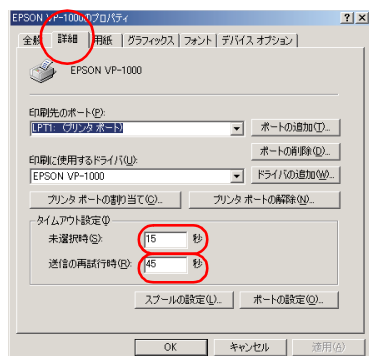 EPSON VP-1000のプロパティ
全般 詳細 用紙 グラフィックス フォント デバイス オプション
EPSON VP-1000
印刷先のポート(P):
LPT1: (プリンタ ポート)
ポートの追加(T)...
ポートの削除(D)...
印刷に使用するドライバ(U):
EPSON VP-1000
ドライバの追加(W)...
プリンタ ポートの割り当て(C)...
プリンタ ポートの解除(N)...
タイムアウト設定
未選択時(S): 15 秒
送信の再試行時(R): 45 秒
スプールの設定(L)...
ポートの設定(O)...
OK
キャンセル
適用(A)